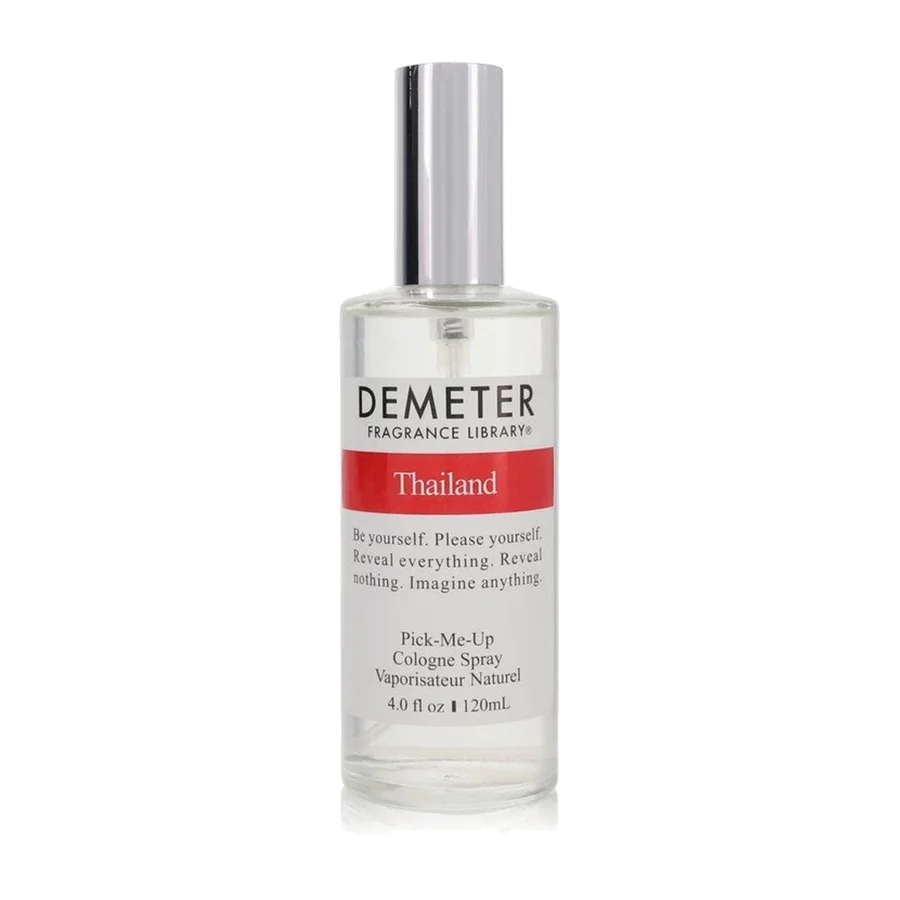 DEMETER
FRAGRANCE LIBRARY®
Thailand
Be yourself. Please yourself.
Reveal everything. Reveal
nothing. Imagine anything.
Pick-Me-Up
Cologne Spray
Vaporisateur Naturel
4.0 fl oz ▮ 120mL